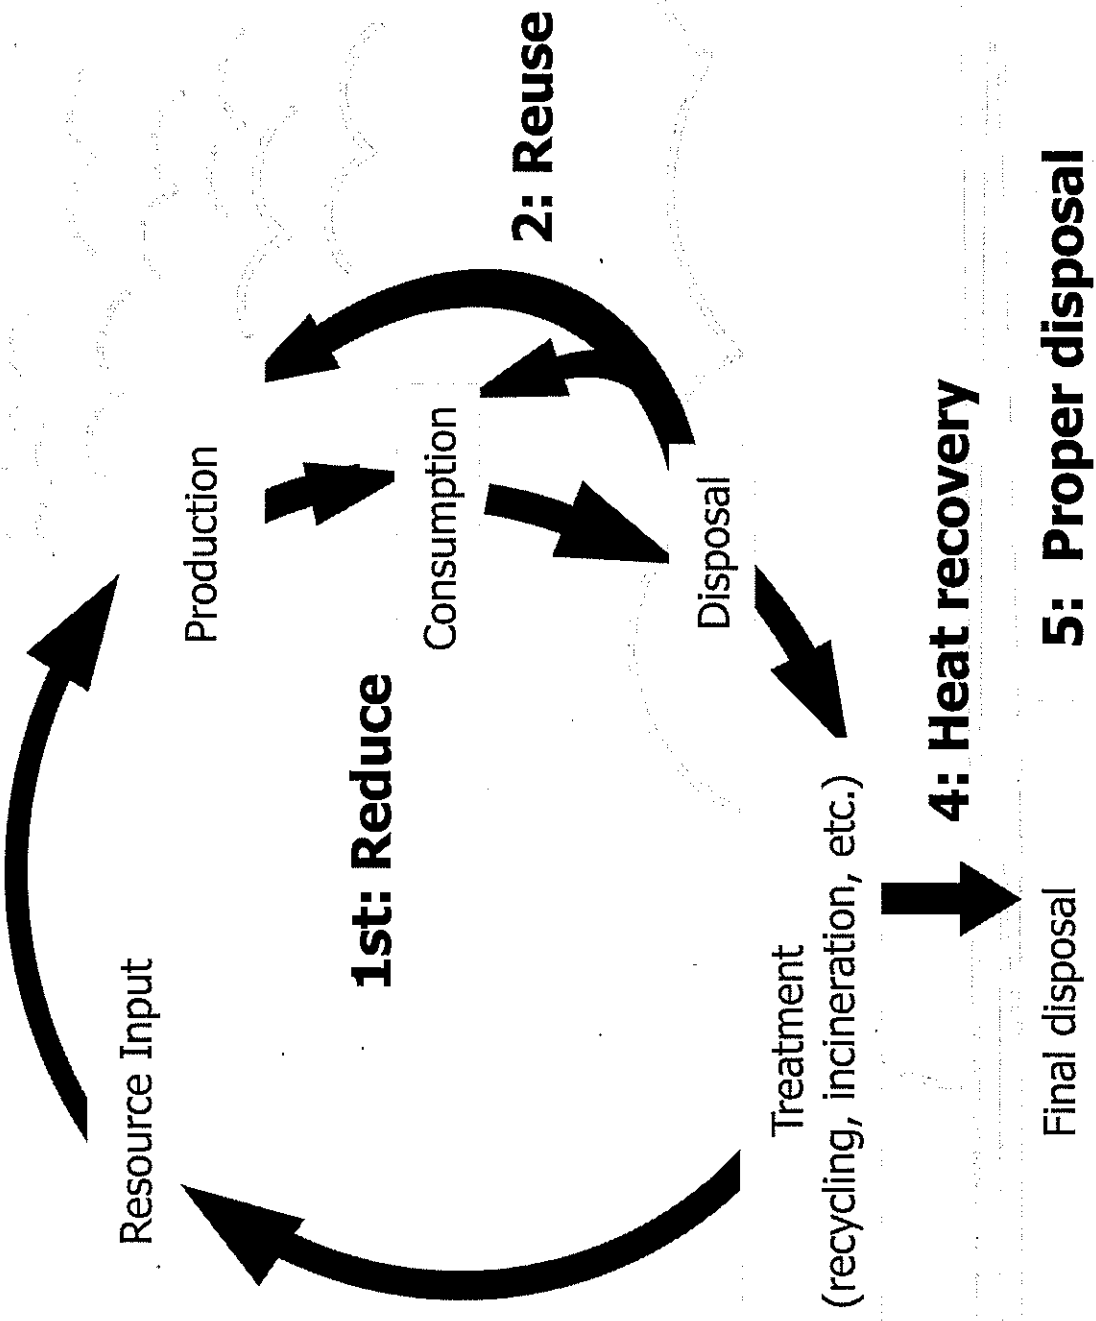 Resource Input
Production
1st: Reduce
Consumption
2: Reuse
Disposal
Treatment
(recycling, incineration, etc.)
4: Heat recovery
Final disposal
5: Proper disposal